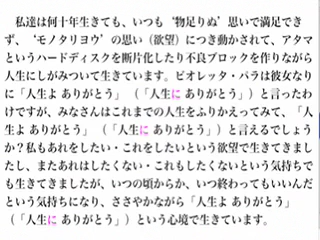 私達は何十年生きても、いつも〝物足りぬ〟思いで満足でき
ず、〝モノタリヨウ〟の思い（欲望）につき動かされて、アタマ
というハードディスクを断片化したり不良ブロックを作りながら
人生にしがみついて生きています。ビオレッタ・パラは彼女なり
に「人生よ ありがとう」（「人生に ありがとう」）と言ったわ
けですが、みなさんはこれまでの人生をふりかえってみて、「人
生よ ありがとう」（「人生に ありがとう」）と言えるでしょう
か？私もあれをしたい・これをしたいという欲望で生きてきまし
たし、またあれはしたくない・これもしたくないという気持ちで
も生きてきましたが、いつの頃からか、いつ終わってもいいんだ
という気持ちになり、ささやかながら「人生よ ありがとう」
（「人生に ありがとう」）という心境で生きています。